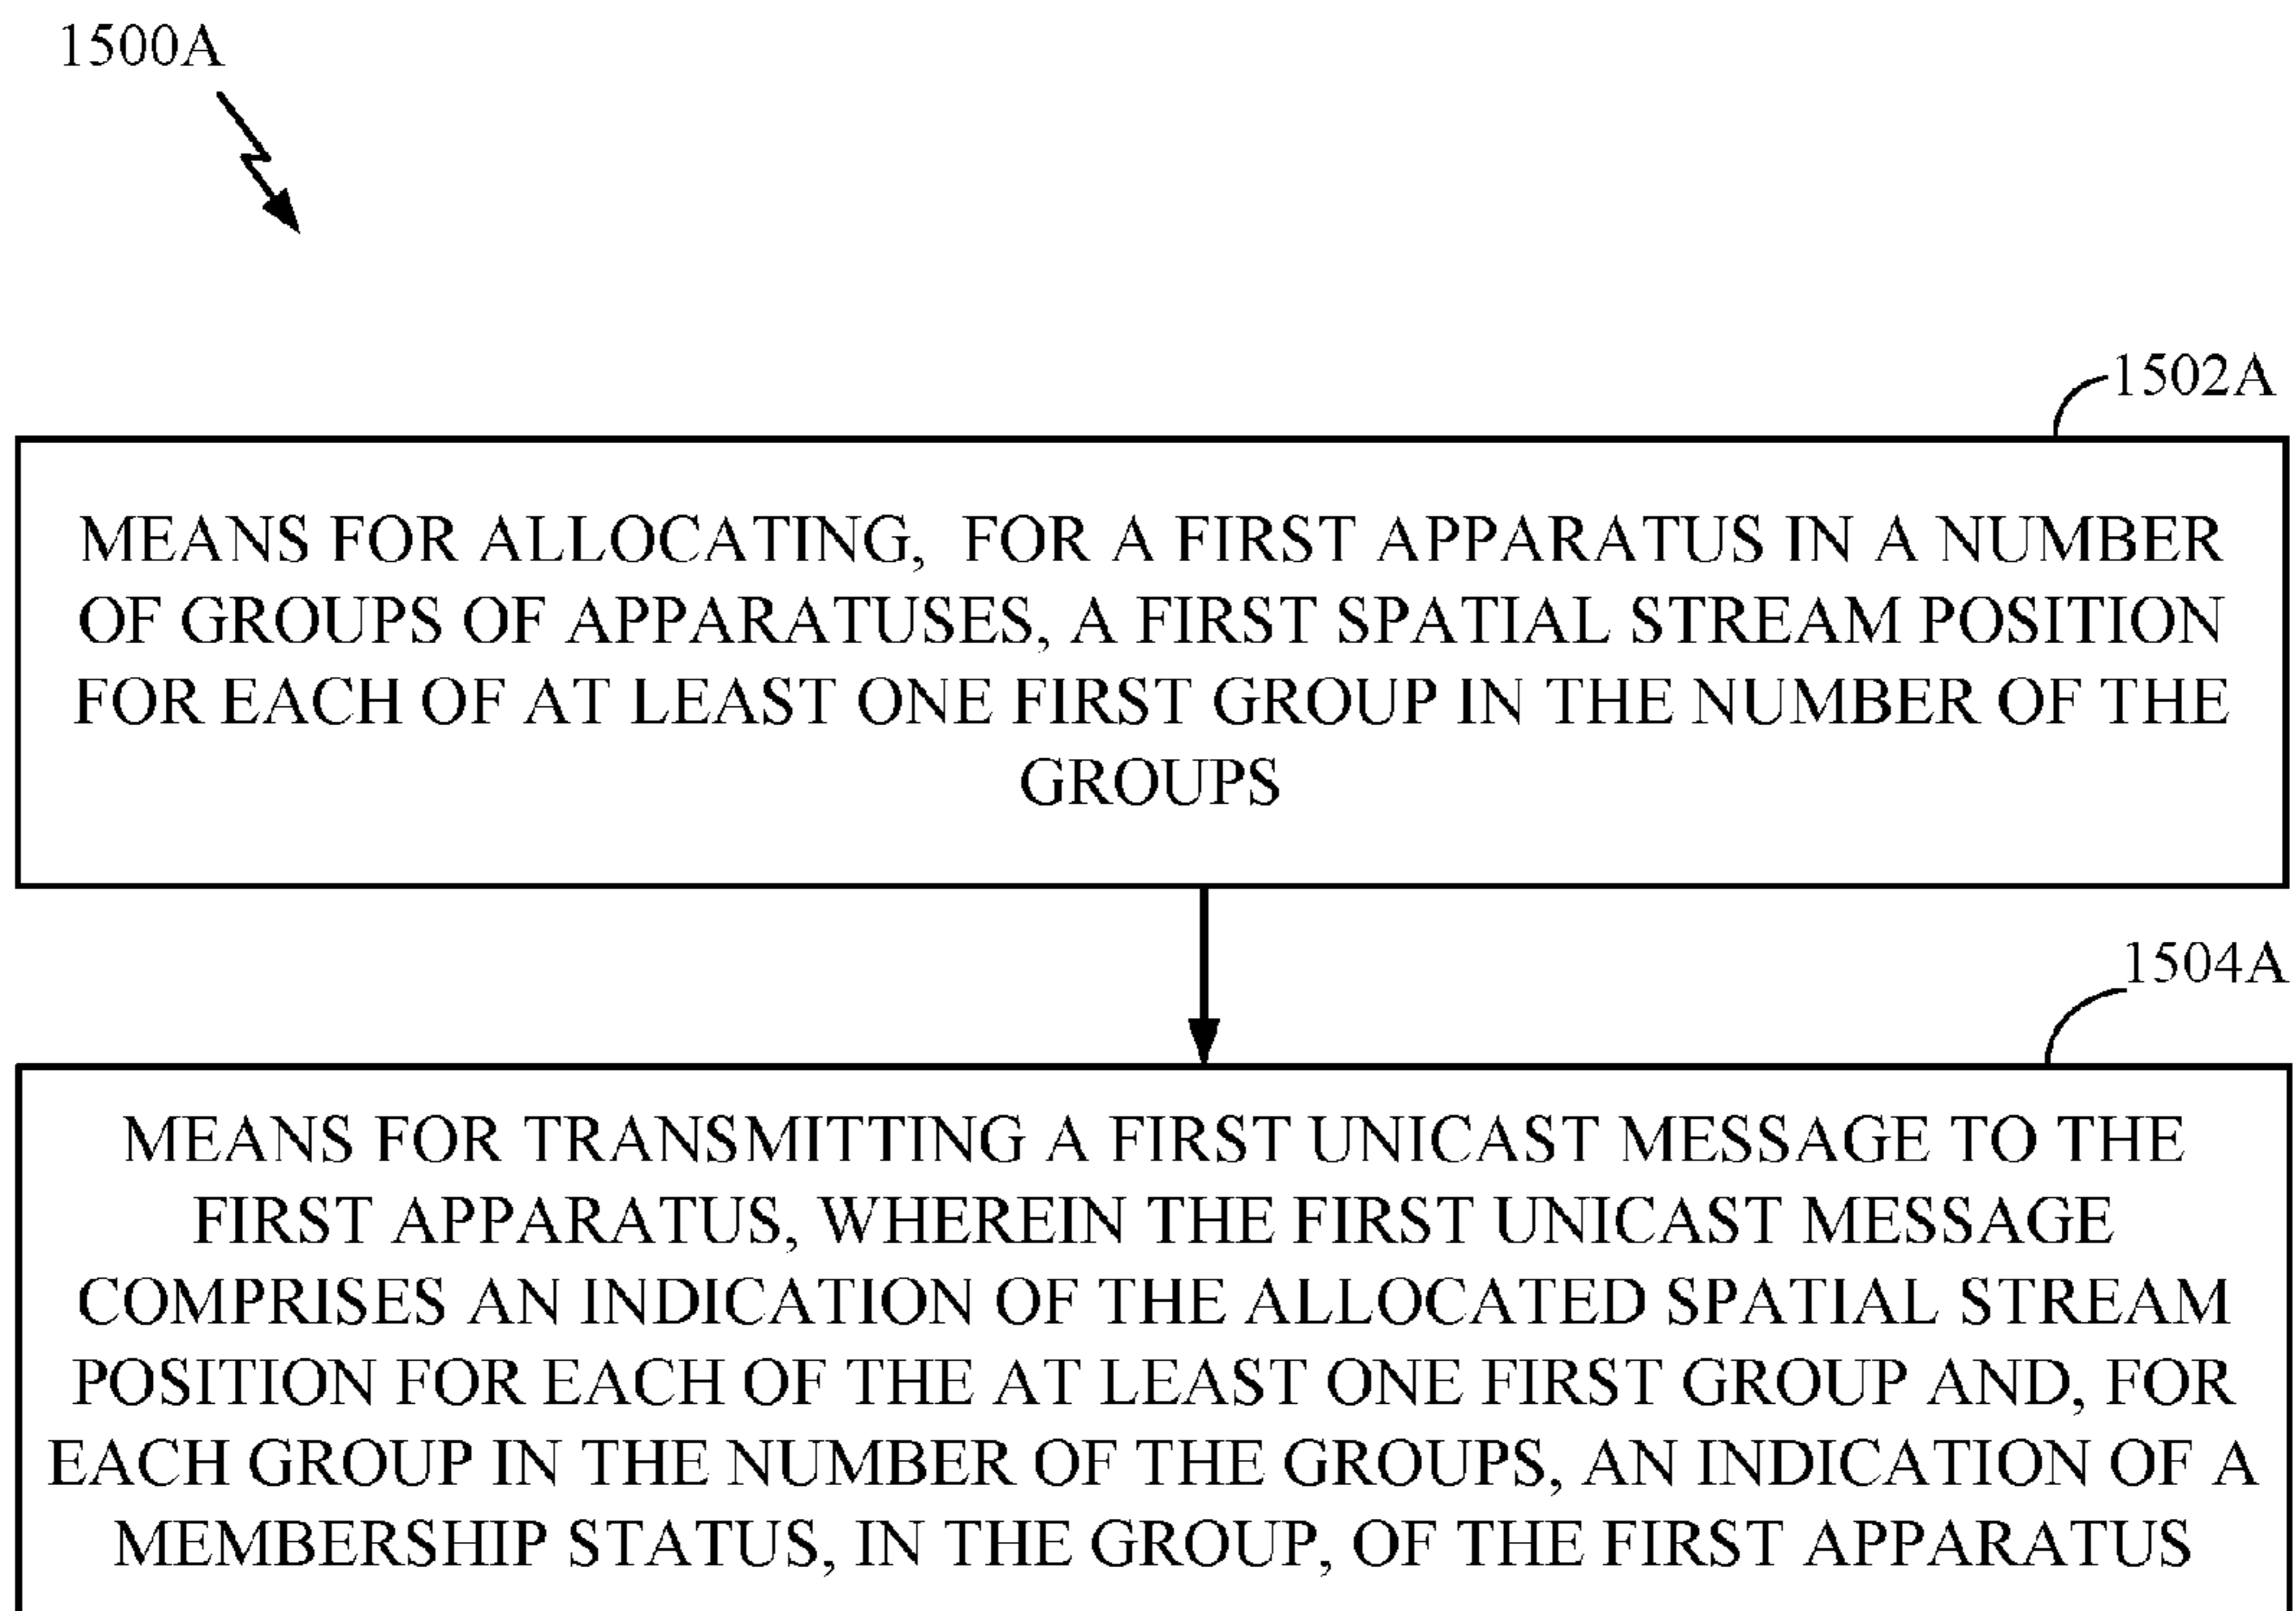 1500A
1502A
MEANS FOR ALLOCATING, FOR A FIRST APPARATUS IN A NUMBER
OF GROUPS OF APPARATUSES, A FIRST SPATIAL STREAM POSITION
FOR EACH OF AT LEAST ONE FIRST GROUP IN THE NUMBER OF THE
GROUPS
1504A
MEANS FOR TRANSMITTING A FIRST UNICAST MESSAGE TO THE
FIRST APPARATUS, WHEREIN THE FIRST UNICAST MESSAGE
COMPRISES AN INDICATION OF THE ALLOCATED SPATIAL STREAM
POSITION FOR EACH OF THE AT LEAST ONE FIRST GROUP AND, FOR
EACH GROUP IN THE NUMBER OF THE GROUPS, AN INDICATION OF A
MEMBERSHIP STATUS, IN THE GROUP, OF THE FIRST APPARATUS